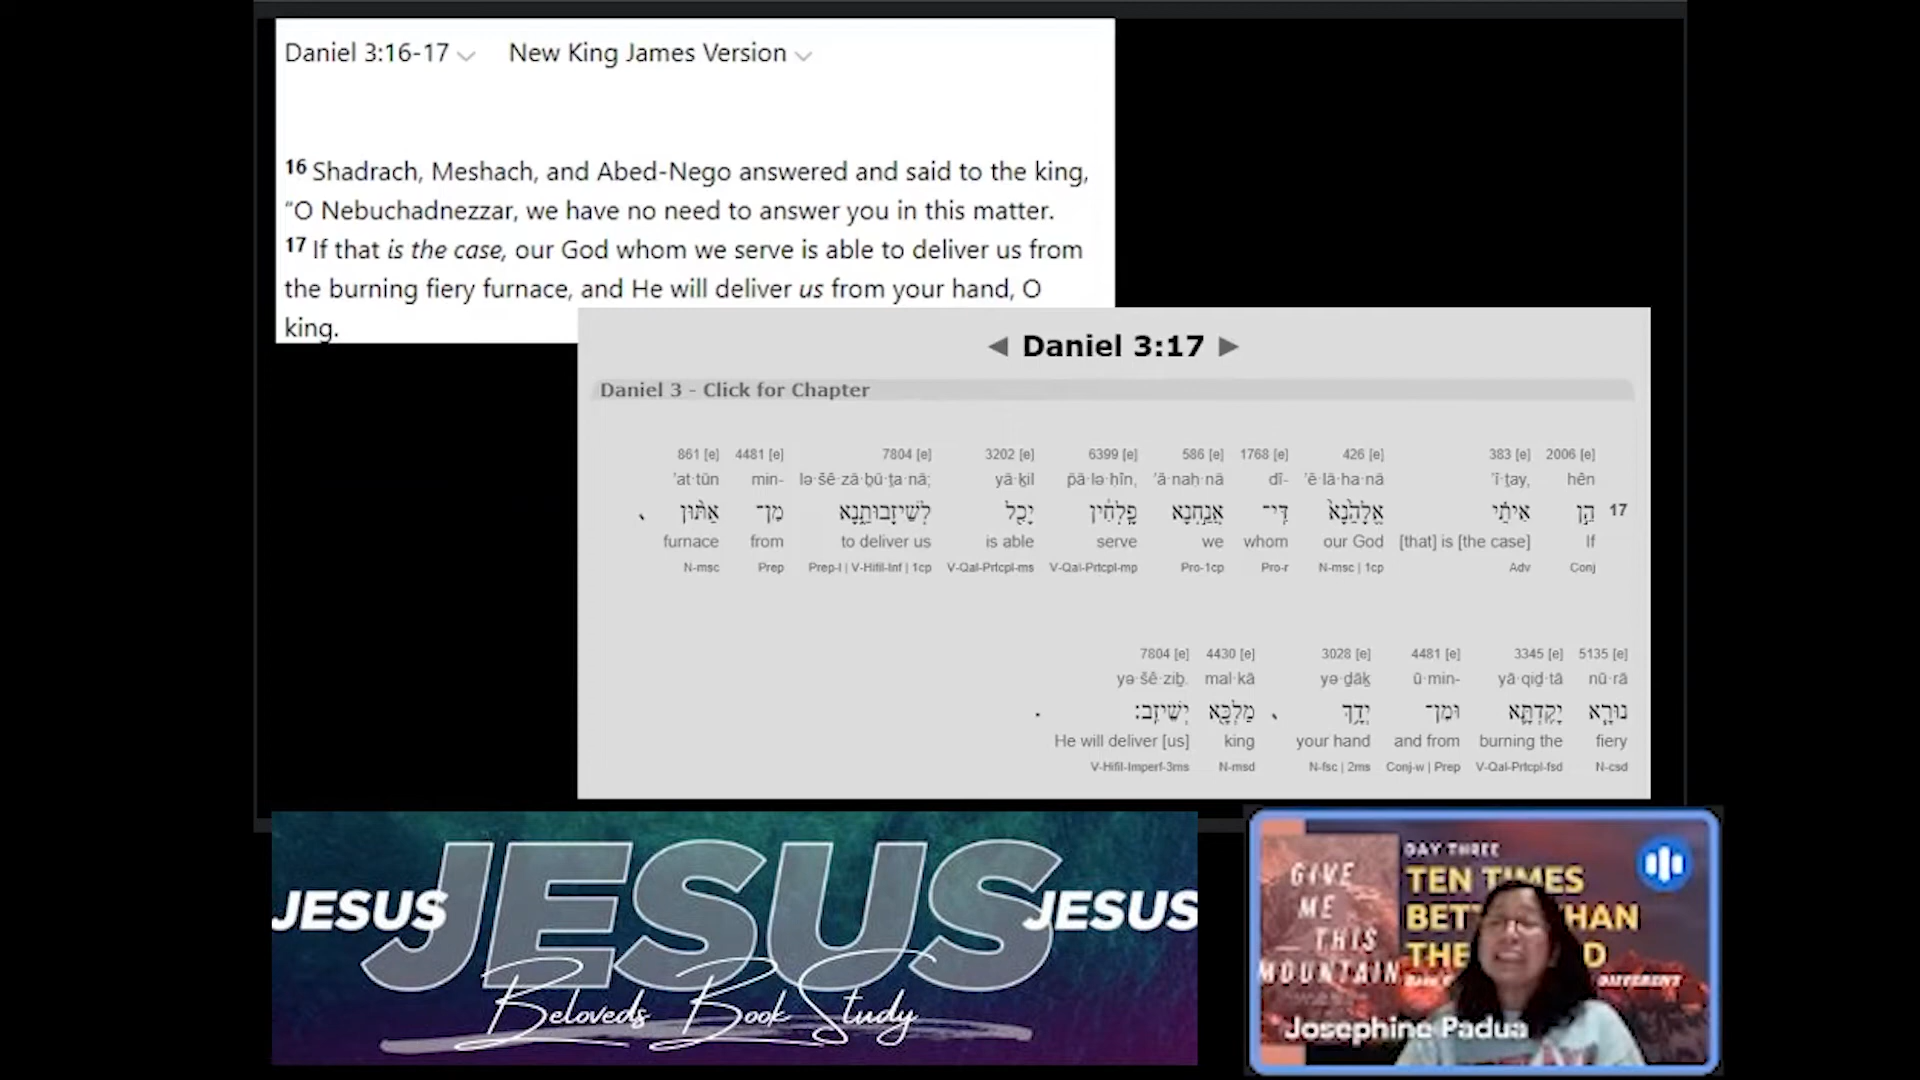 Daniel 3:16-17 New King James Version
16 Shadrach, Meshach, and Abed-Nego answered and said to the king,
“O Nebuchadnezzar, we have no need to answer you in this matter.
17 If that is the case, our God whom we serve is able to deliver us from
the burning fiery furnace, and He will deliver us from your hand, O
king.
◄ Daniel 3:17 ►
Daniel 3 - Click for Chapter
861 [e] 4481 [e] 7804 [e] 3202 [e] 6399 [e] 586 [e] 1768 [e] 426 [e] 383 [e] 2006 [e]
’at·tūn min- lə·šê·zā·ḇū·ṯa·nā; yā·ḵil pā·lə·ḥîn, ’ă·naḥ·nā dî- ’ĕ·lā·ha·nā ’î·ṯay, hên
17 הֵ֣ן אִיתַ֗י אֱלָהַ֙נָא֙ דִּֽי־ אֲנַ֣חְנָא פָֽלְחִ֔ין יָכִ֖ל לְשֵׁיזָבוּתַ֑נָא מִן־ אַתּ֨וּן 、
furnace from to deliver us is able serve we whom our God [that] is [the case] If
N-msc Prep Prep-l | V-Hifil-Inf | 1cp V-Qal-Prtcpl-ms V-Qal-Prtcpl-mp Pro-1cp Pro-r N-msc | 1cp Adv Conj
7804 [e] 4430 [e] 3028 [e] 4481 [e] 3345 [e] 5135 [e]
yə·šê·ziḇ. mal·kā yə·ḏāḵ ū·min- yā·qiḏ·tā nū·rā
נוּרָ֧א יָקִֽדְתָּ֛א וּמִן־ יְדָ֥ךְ 、 מַלְכָּ֖א יְשֵׁיזִֽב׃ .
He will deliver [us] king your hand and from burning the fiery
V-Hifil-Imperf-3ms N-msd N-fsc | 2ms Conj-w | Prep V-Qal-Prtcpl-fsd N-csd
JESUS JESUS JESUS
Beloveds Book Study
GIVE
ME
THIS
MOUNTAIN
DAY THREE
TEN TIMES
THE
DIFFERENT
Josephine Padua